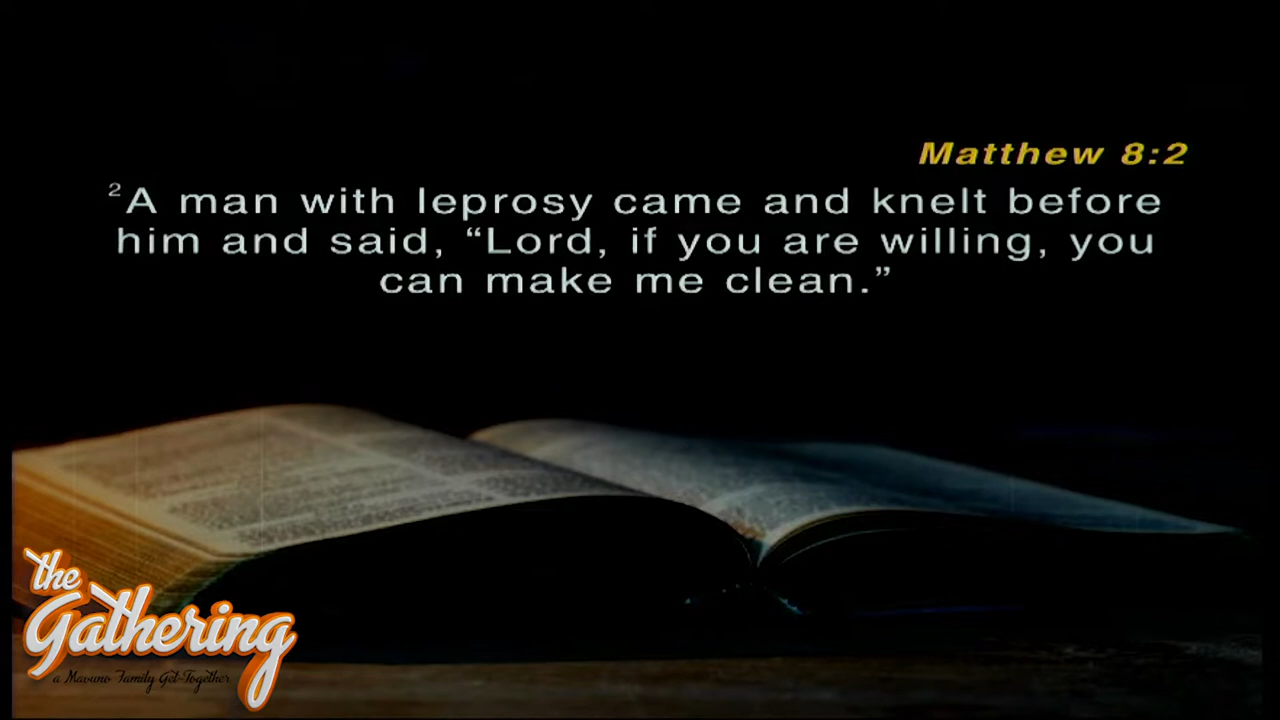 Matthew 8:2
²A man with leprosy came and knelt before
him and said, “Lord, if you are willing, you
can make me clean.”
the
Gathering
a Mavuno Family Get-Together